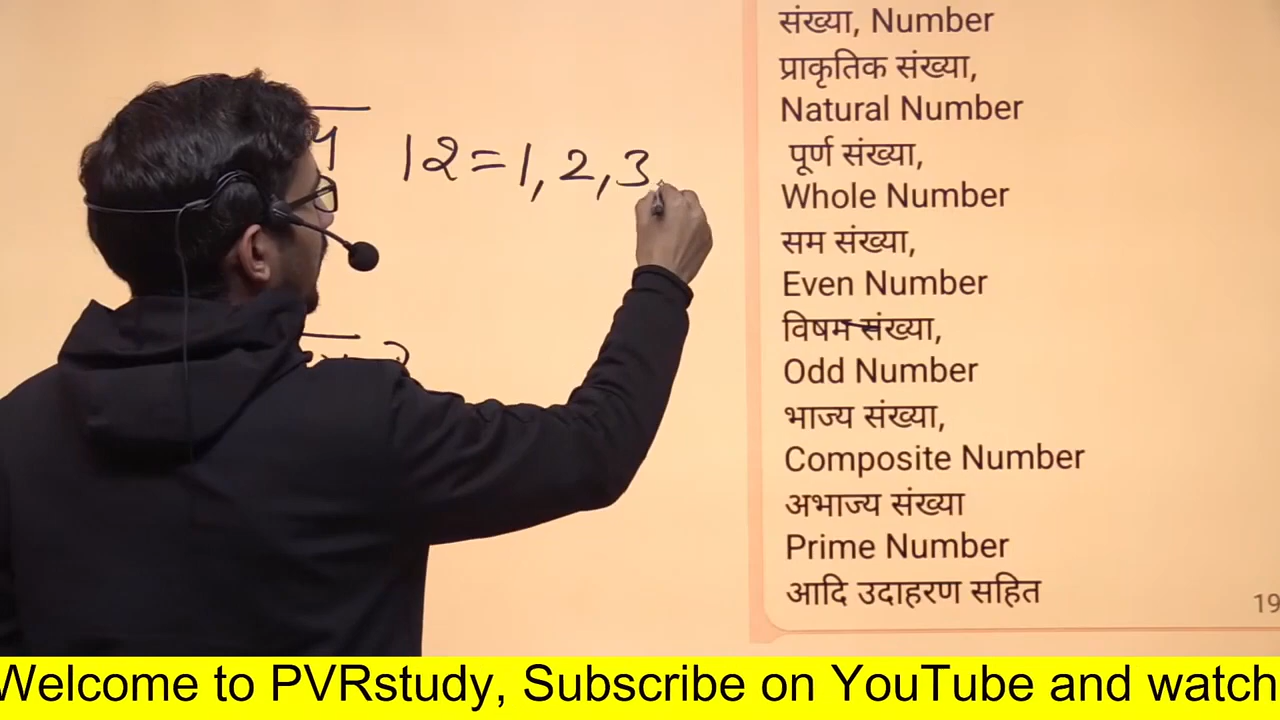 12=1,2,3,
संख्या, Number
प्राकृतिक संख्या,
Natural Number
पूर्ण संख्या,
Whole Number
सम संख्या,
Even Number
विषम संख्या,
Odd Number
भाज्य संख्या,
Composite Number
अभाज्य संख्या
Prime Number
आदि उदाहरण सहित
19
Welcome to PVRstudy, Subscribe on YouTube and watch